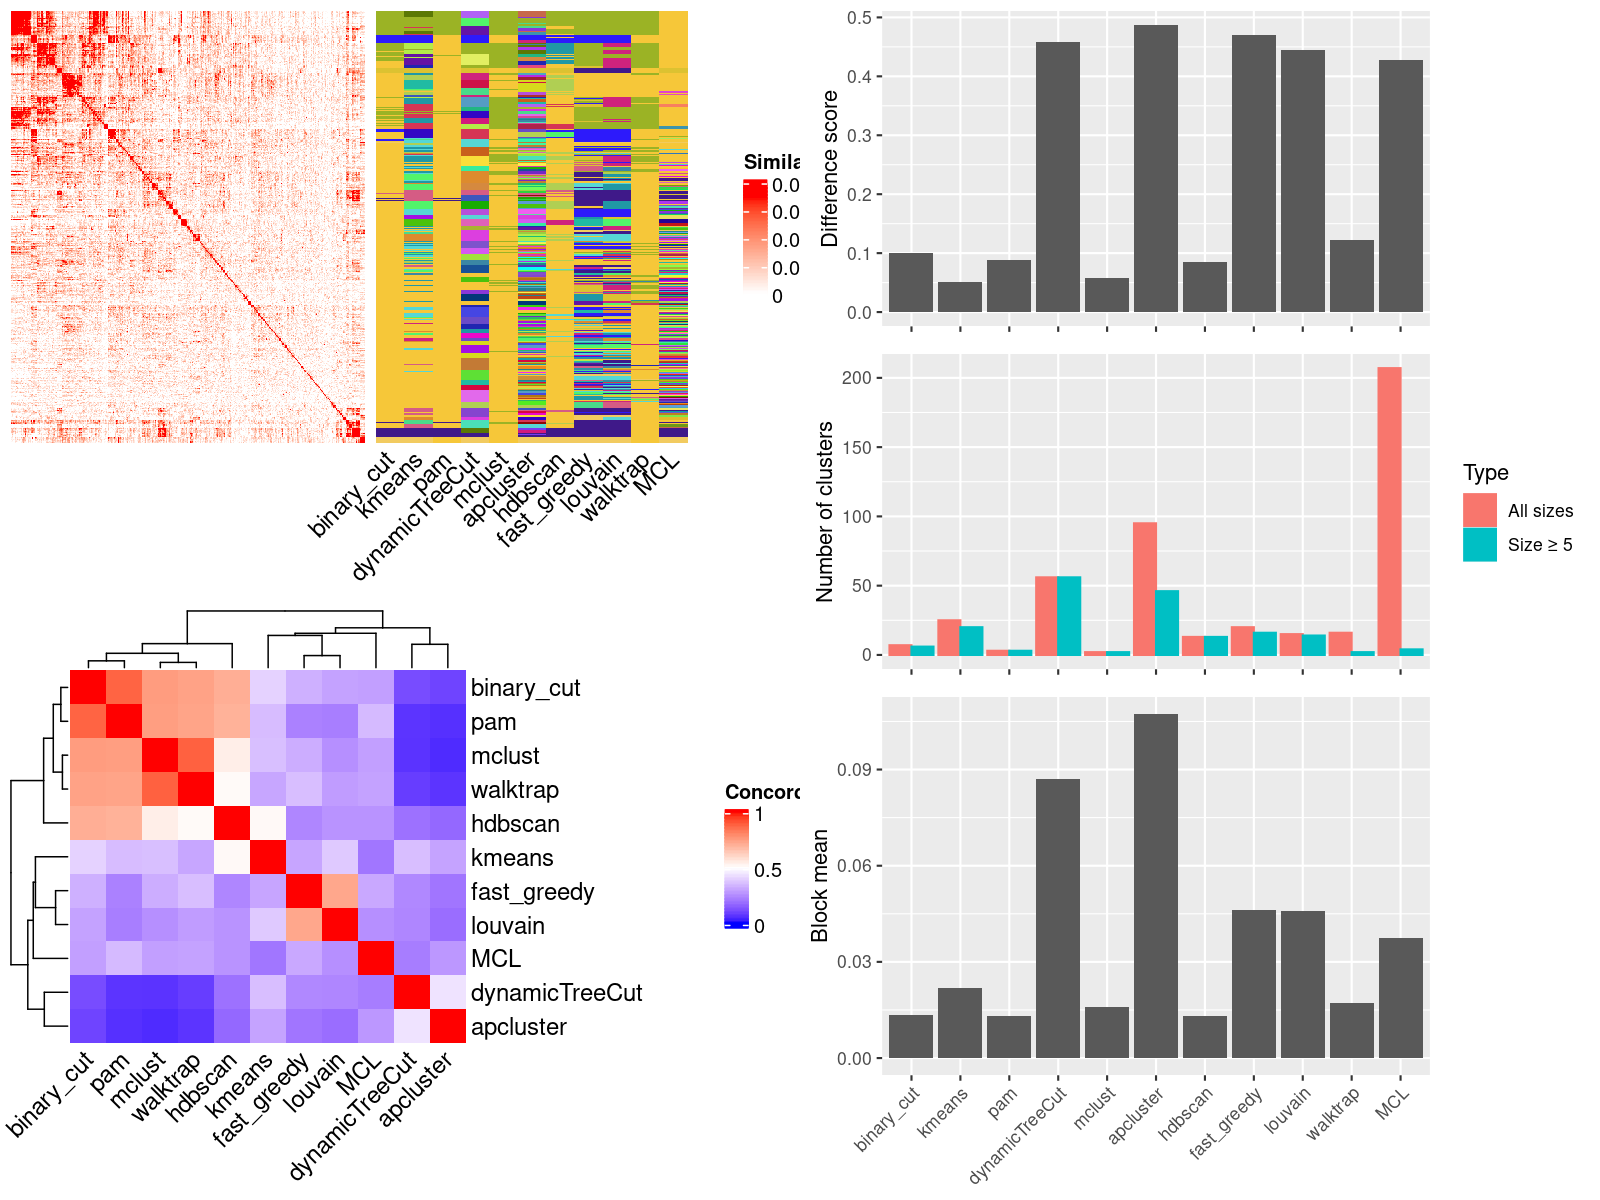 Simila
0.0
0.0
0.0
0.0
0
binary_cut
kmeans
pam
dynamicTreeCut
mclust
apcluster
hdbscan
fast_greedy
louvain
walktrap
MCL
binary_cut
pam
mclust
walktrap
hdbscan
kmeans
fast_greedy
louvain
MCL
dynamicTreeCut
apcluster
binary_cut
pam
mclust
walktrap
hdbscan
kmeans
fast_greedy
louvain
MCL
dynamicTreeCut
apcluster
Concord
1
0.5
0
Difference score
0.5
0.4
0.3
0.2
0.1
0.0
Number of clusters
200
150
100
50
0
Type
All sizes
Size ≥ 5
Block mean
0.09
0.06
0.03
0.00
binary_cut
kmeans
pam
dynamicTreeCut
mclust
apcluster
hdbscan
fast_greedy
louvain
walktrap
MCL